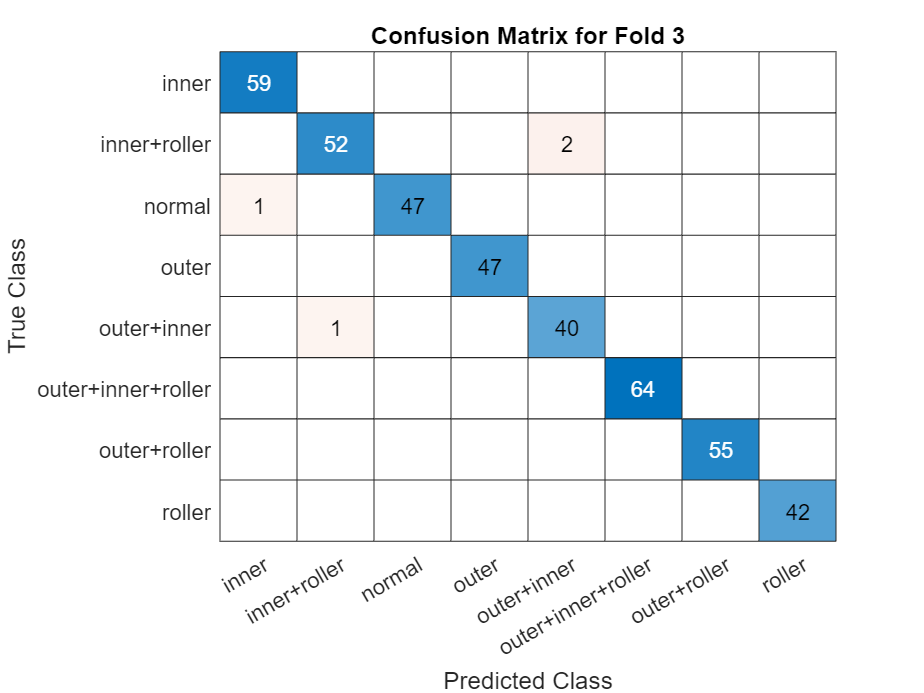 Confusion Matrix for Fold 3
True Class
inner 59
inner+roller 52 2
normal 1 47
outer 47
outer+inner 1 40
outer+inner+roller 64
outer+roller 55
roller 42
inner inner+roller normal outer outer+inner outer+inner+roller outer+roller roller
Predicted Class